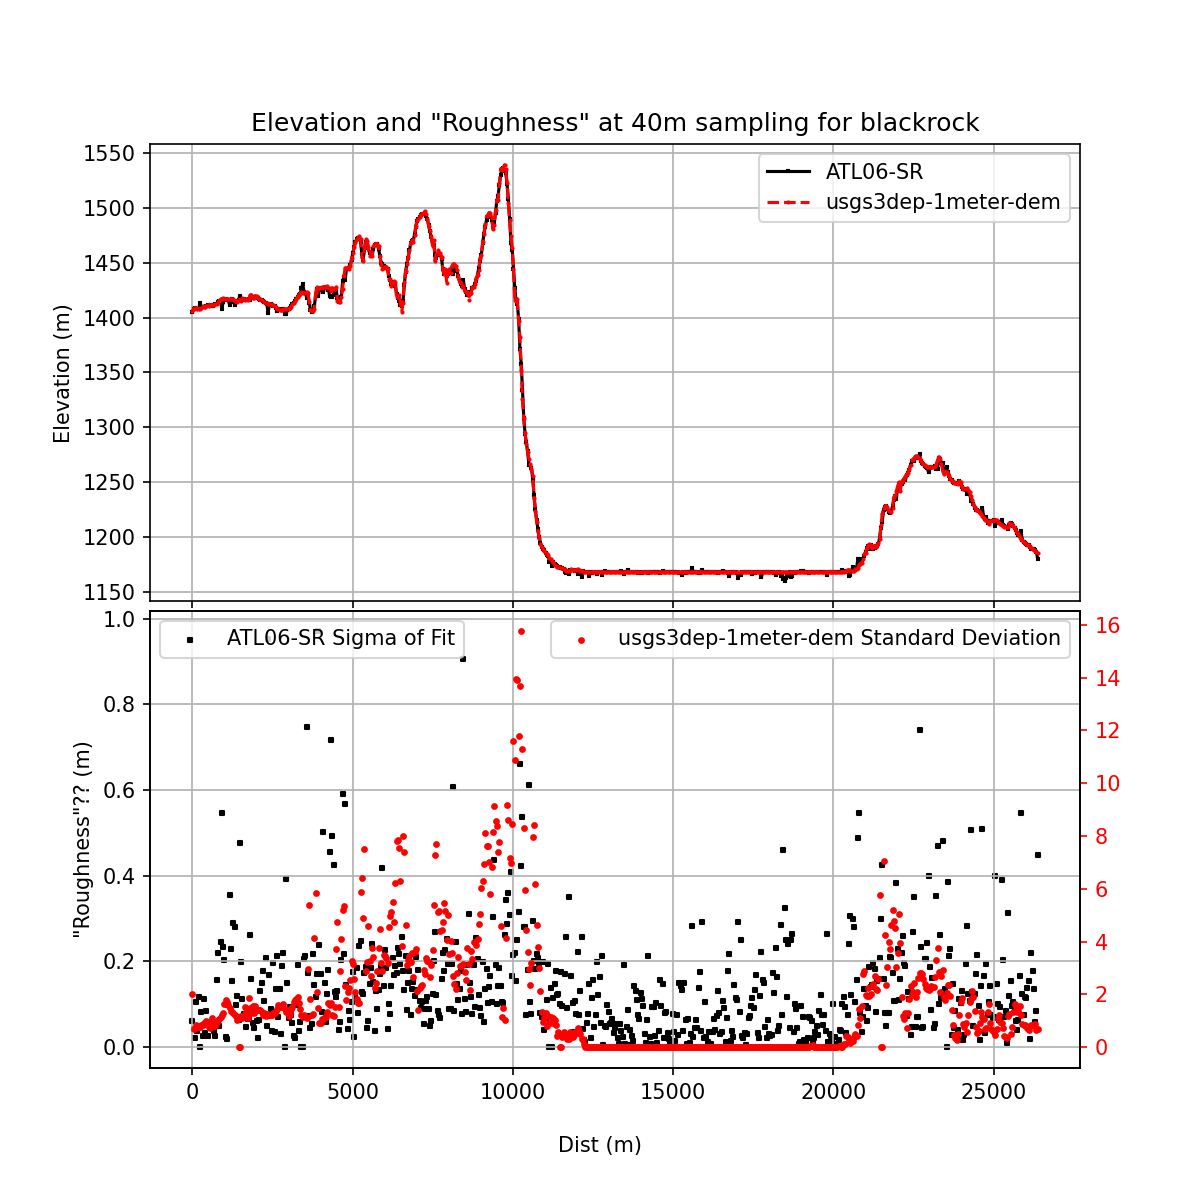 Elevation and "Roughness" at 40m sampling for blackrock
1550
1500
1450
1400
1350
1300
1250
1200
1150
Elevation (m)
ATL06-SR
usgs3dep-1meter-dem
1.0
0.8
0.6
0.4
0.2
0.0
"Roughness"?? (m)
ATL06-SR Sigma of Fit
usgs3dep-1meter-dem Standard Deviation
16
14
12
10
8
6
4
2
0
0 5000 10000 15000 20000 25000
Dist (m)